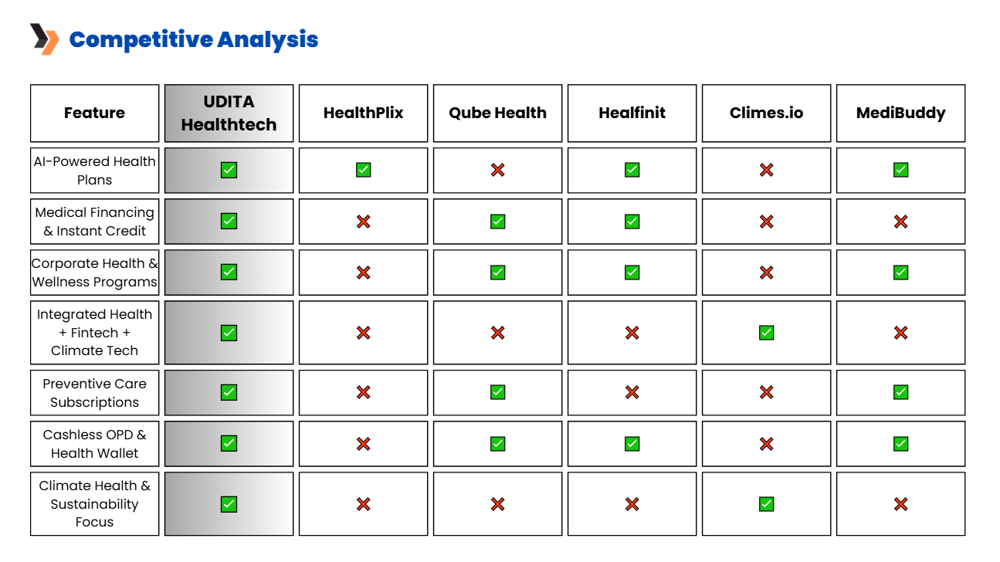 Competitive Analysis
Feature
UDITA
Healthtech
HealthPlix
Qube Health
Healfinit
Climes.io
MediBuddy
AI-Powered Health
Plans
Medical Financing
& Instant Credit
Corporate Health &
Wellness Programs
Integrated Health
+ Fintech +
Climate Tech
Preventive Care
Subscriptions
Cashless OPD &
Health Wallet
Climate Health &
Sustainability
Focus